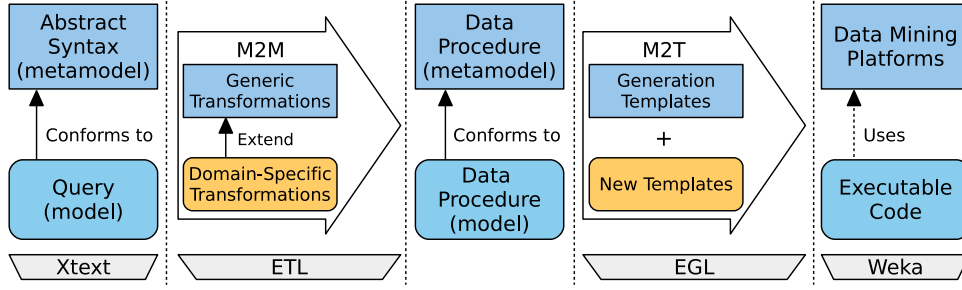 Abstract
Syntax
(metamodel)
Conforms to
Query
(model)
Xtext
M2M
Generic
Transformations
Extend
Domain-Specific
Transformations
ETL
Data
Procedure
(metamodel)
Conforms to
Data
Procedure
(model)
M2T
Generation
Templates
+
New Templates
EGL
Data Mining
Platforms
Uses
Executable
Code
Weka